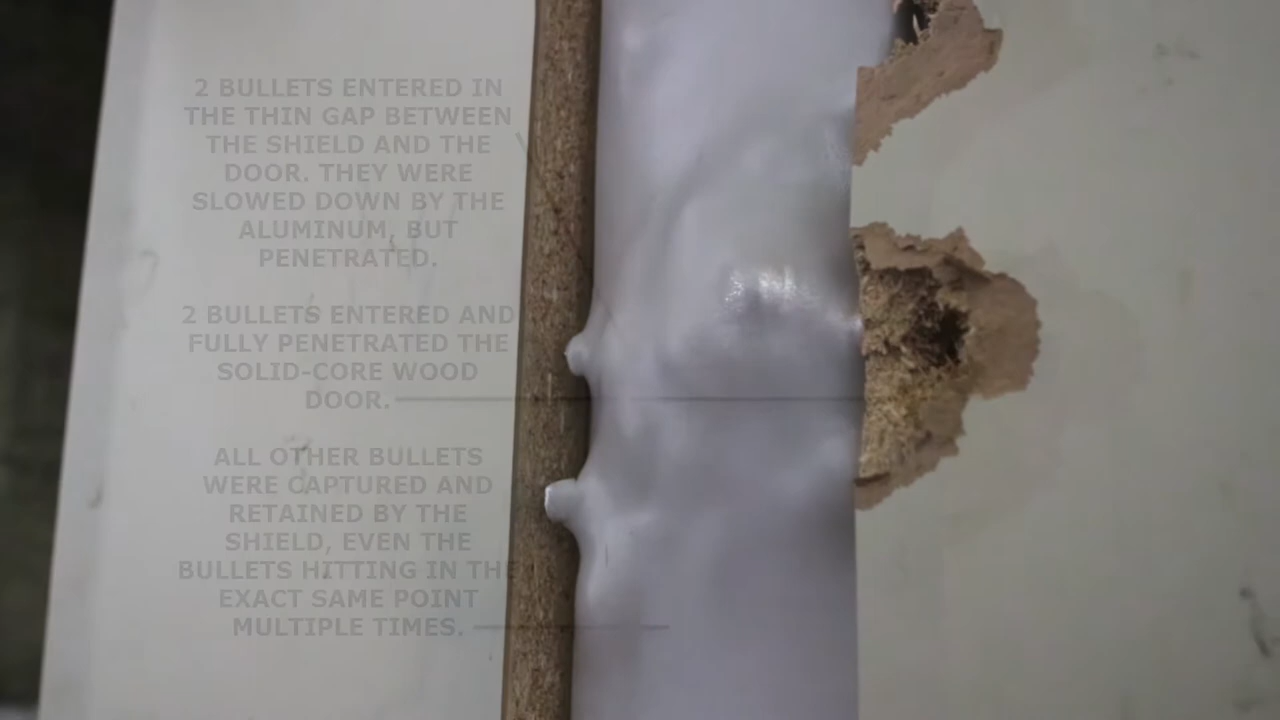 2 BULLETS ENTERED IN
THE THIN GAP BETWEEN
THE SHIELD AND THE
DOOR. THEY WERE
SLOWED DOWN BY THE
ALUMINUM, BUT
PENETRATED.
2 BULLETS ENTERED AND
FULLY PENETRATED THE
SOLID-CORE WOOD
DOOR.
ALL OTHER BULLETS
WERE CAPTURED AND
RETAINED BY THE
SHIELD, EVEN THE
BULLETS HITTING IN THE
EXACT SAME POINT
MULTIPLE TIMES.